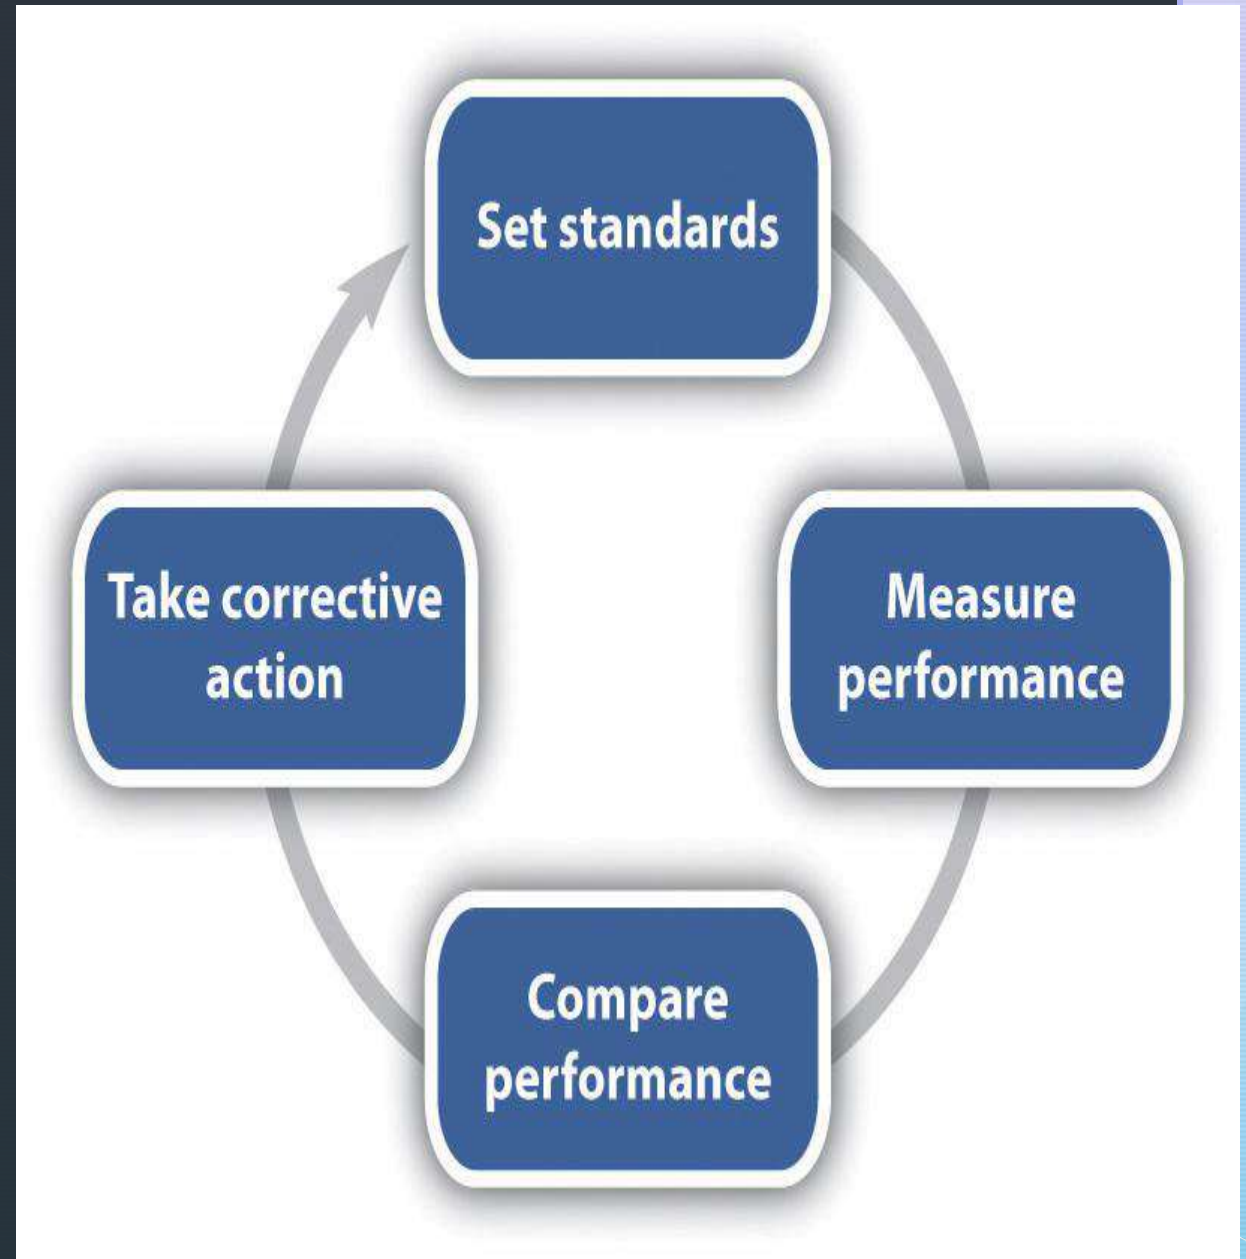 Set standards
Measure
performance
Compare
performance
Take corrective
action